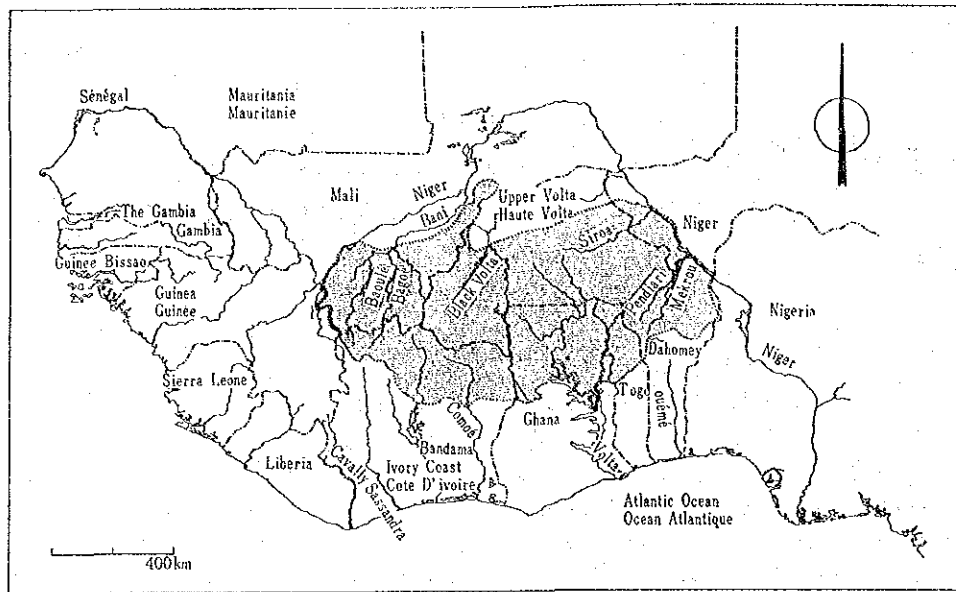 Sénégal
Mauritania
Mauritanie
Mali
Niger
Bani
Upper Volta
Haute Volta
Niger
The Gambia
Gambia
Guinee Bissao
Guinea
Guinée
Baoulé
Bagoé
Black Volta
Siroa
Pendjari
Mekrou
Nigeria
Niger
Dahomey
Sierra Leone
Togo
Ouémé
Ghana
Comoé
Bandama
Volta
Liberia
Cavally
Sassandra
Ivory Coast
Cote D'ivoire
Atlantic Ocean
Ocean Atlantique
400km